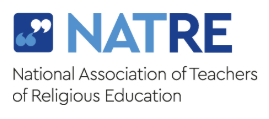 NATRE
National Association of Teachers
of Religious Education